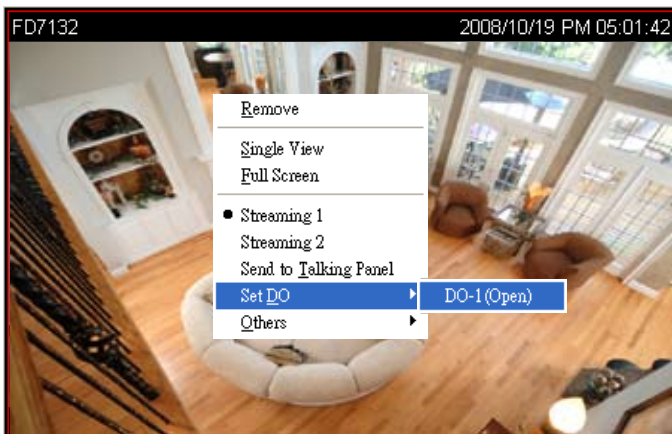 FD7132 2008/10/19 PM 05:01:42
Remove
Single View
Full Screen
Streaming 1
Streaming 2
Send to Talking Panel
Set DO DO-1(Open)
Others